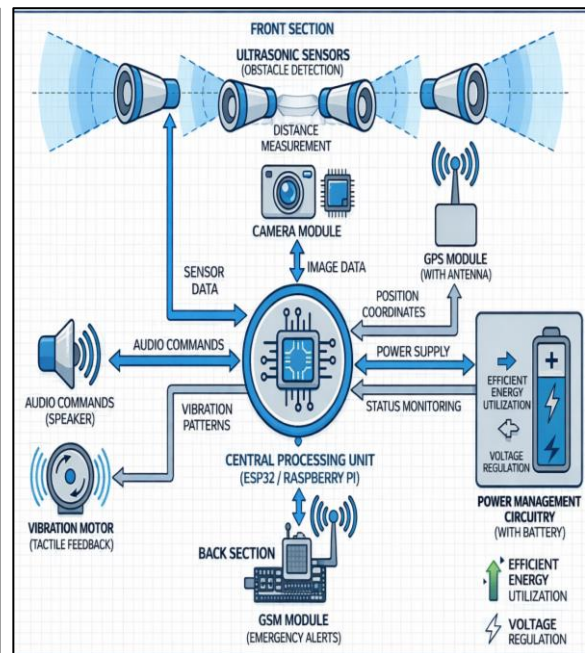 FRONT SECTION
ULTRASONIC SENSORS
(OBSTACLE DETECTION)
DISTANCE
MEASUREMENT
CAMERA MODULE
GPS MODULE
(WITH ANTENNA)
SENSOR
DATA
IMAGE DATA
POSITION
COORDINATES
AUDIO COMMANDS
POWER SUPPLY
EFFICIENT
ENERGY
UTILIZATION
AUDIO COMMANDS
(SPEAKER)
VIBRATION
PATTERNS
STATUS MONITORING
VOLTAGE
REGULATION
CENTRAL PROCESSING UNIT
(ESP32 / RASPBERRY PI)
VIBRATION MOTOR
(TACTILE FEEDBACK)
BACK SECTION
POWER MANAGEMENT
CIRCUITRY
(WITH BATTERY)
GSM MODULE
(EMERGENCY ALERTS)
EFFICIENT
ENERGY
UTILIZATION
VOLTAGE
REGULATION